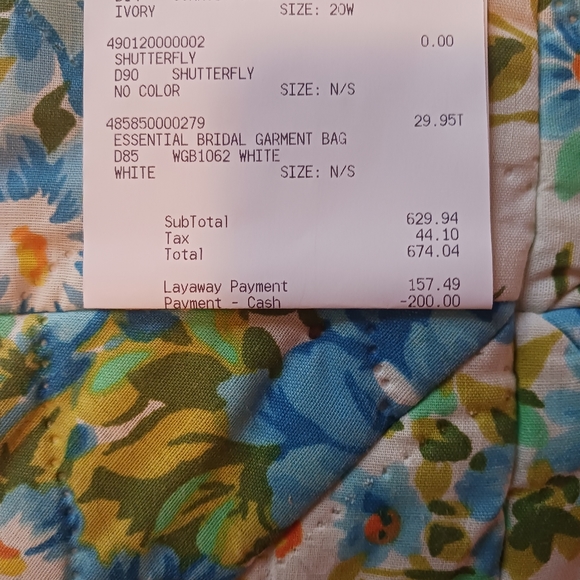 IVORY SIZE: 20W
490120000002 0.00
SHUTTERFLY
D90 SHUTTERFLY
NO COLOR SIZE: N/S
485850000279 29.95T
ESSENTIAL BRIDAL GARMENT BAG
D85 WGB1062 WHITE
WHITE SIZE: N/S
SubTotal 629.94
Tax 44.10
Total 674.04
Layaway Payment 157.49
Payment - Cash -200.00